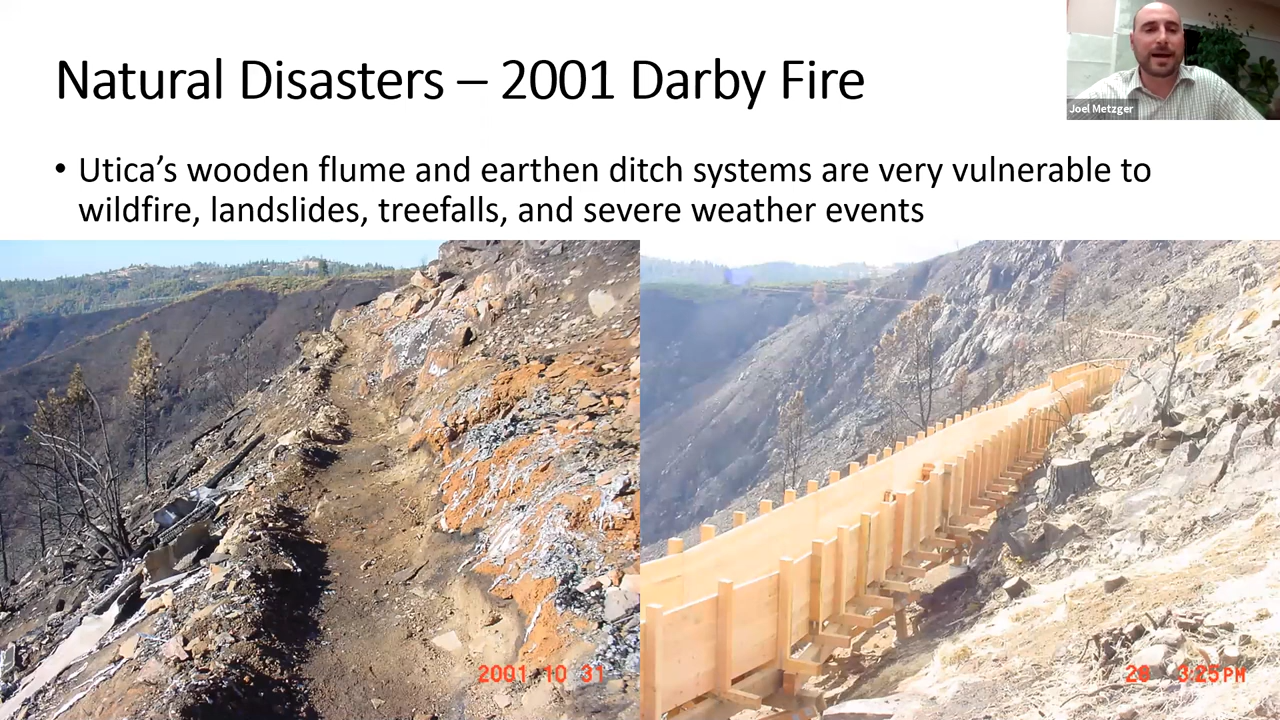 Natural Disasters – 2001 Darby Fire
Joel Metzger
• Utica's wooden flume and earthen ditch systems are very vulnerable to
wildfire, landslides, treefalls, and severe weather events
2001 10 31
28 3:25PM